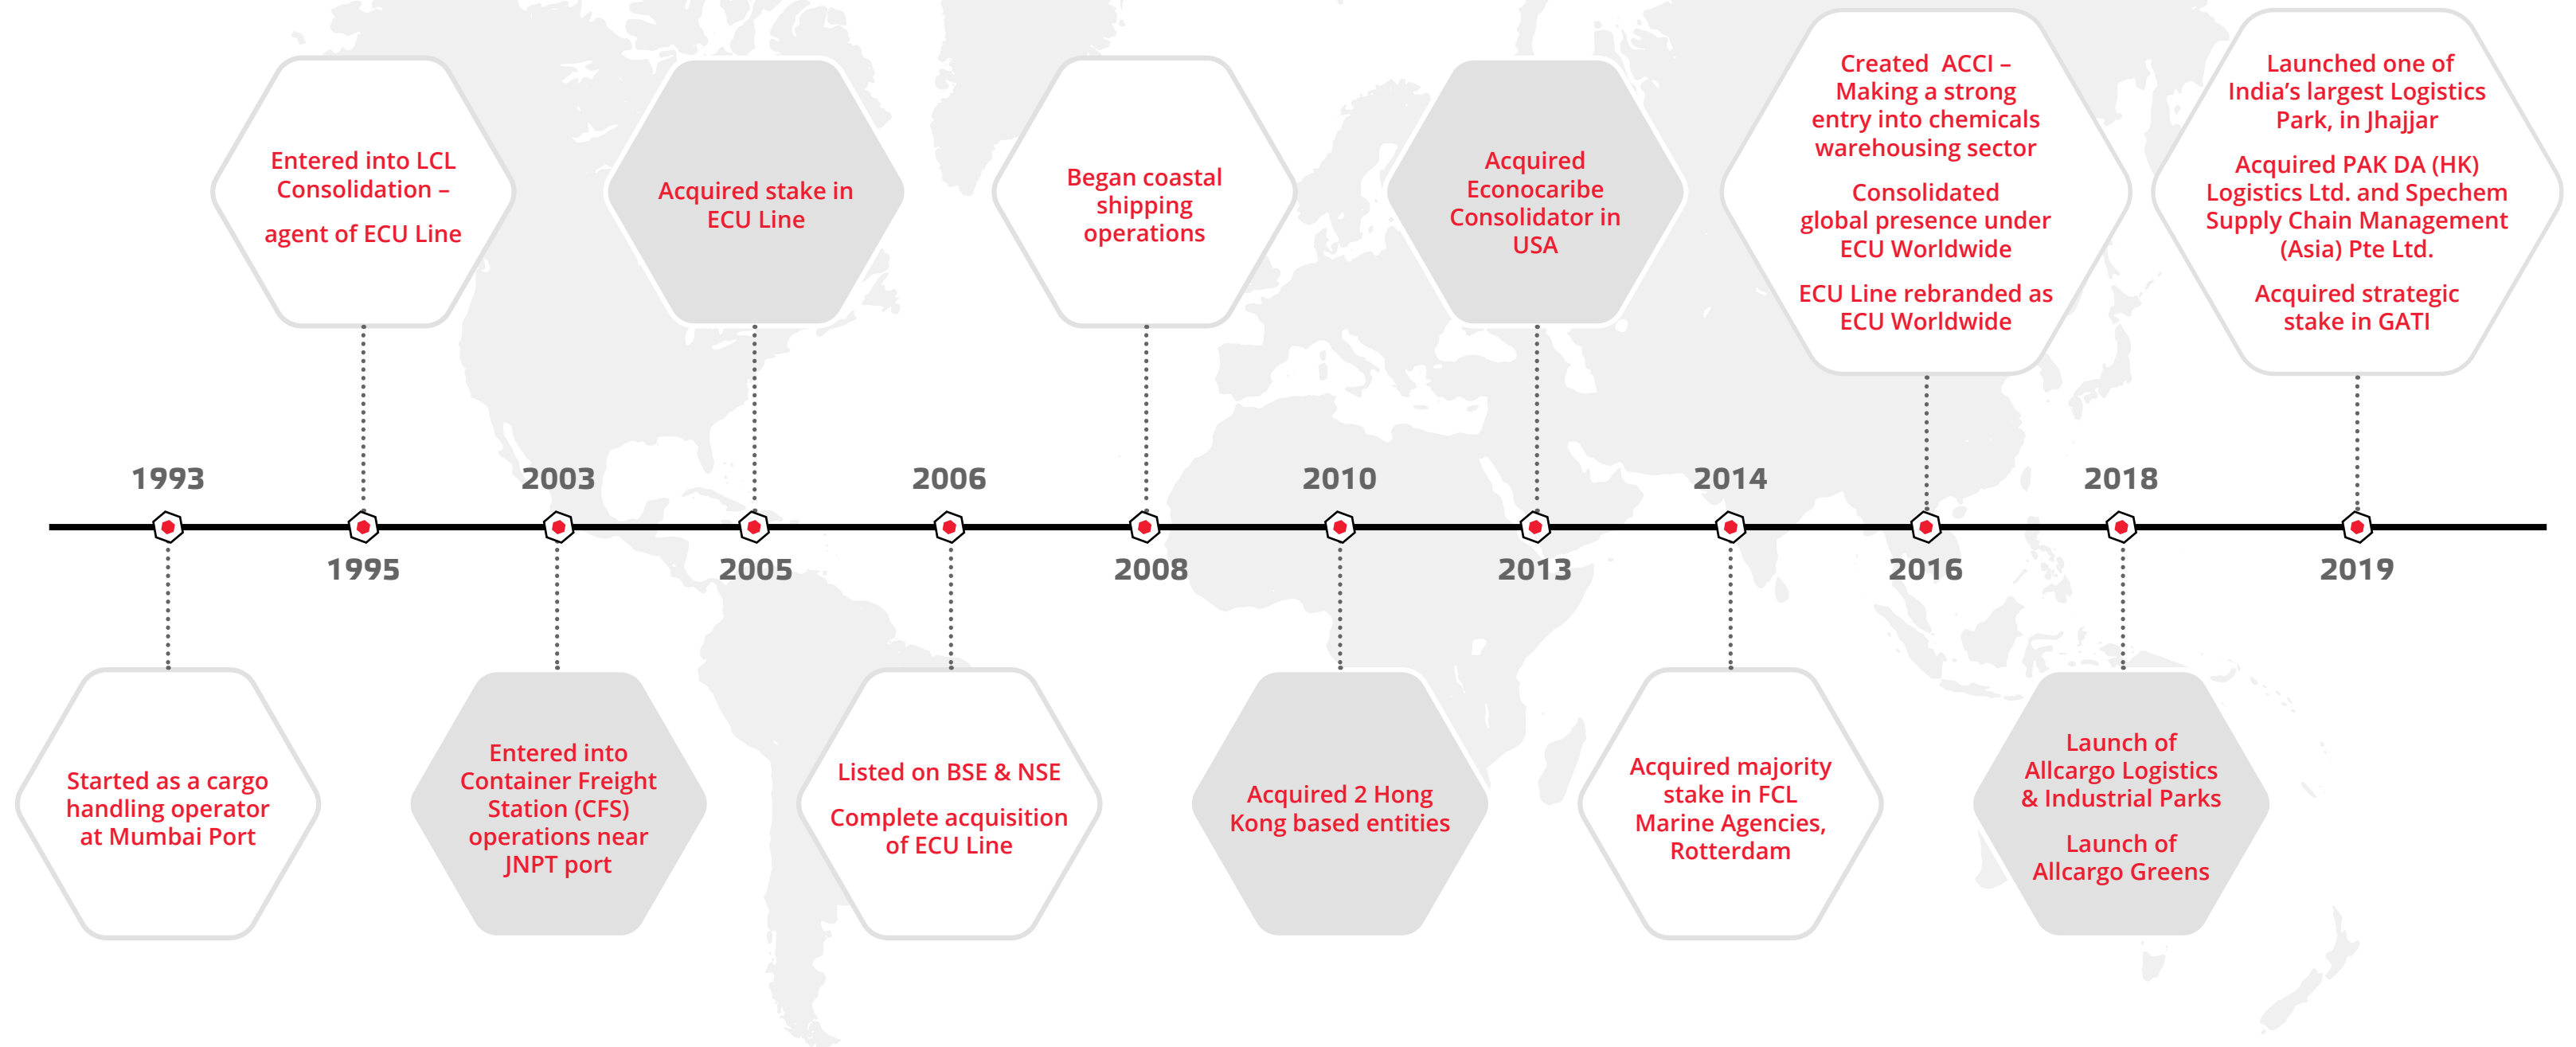 1993
Started as a cargo
handling operator
at Mumbai Port
1995
Entered into LCL
Consolidation –
agent of ECU Line
2003
Entered into
Container Freight
Station (CFS)
operations near
JNPT port
2005
Acquired stake in
ECU Line
2006
Listed on BSE & NSE
Complete acquisition
of ECU Line
2008
Began coastal
shipping
operations
2010
Acquired 2 Hong
Kong based entities
2013
Acquired
Econocaribe
Consolidator in
USA
2014
Acquired majority
stake in FCL
Marine Agencies,
Rotterdam
2016
Created ACCI –
Making a strong
entry into chemicals
warehousing sector
Consolidated
global presence under
ECU Worldwide
ECU Line rebranded as
ECU Worldwide
2018
Launch of
Allcargo Logistics
& Industrial Parks
Launch of
Allcargo Greens
2019
Launched one of
India’s largest Logistics
Park, in Jhajjar
Acquired PAK DA (HK)
Logistics Ltd. and Spechem
Supply Chain Management
(Asia) Pte Ltd.
Acquired strategic
stake in GATI